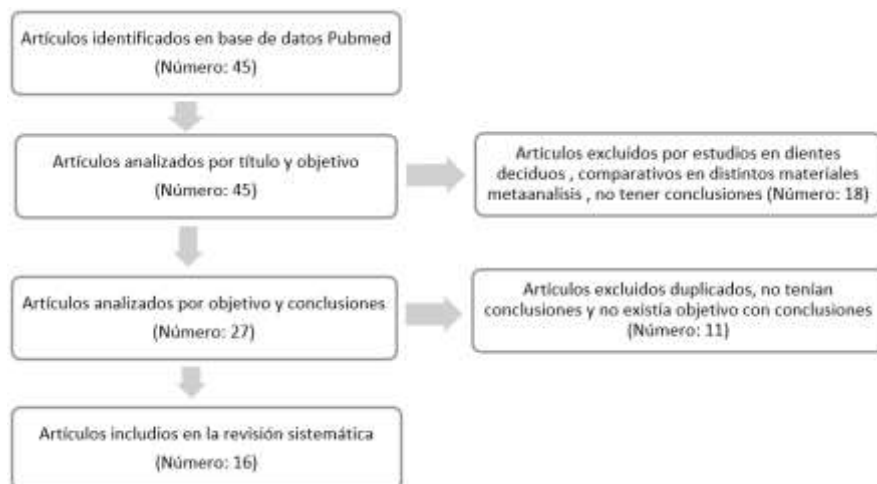 Artículos identificados en base de datos Pubmed
(Número: 45)
Artículos analizados por título y objetivo
(Número: 45)
Artículos excluídos por estudios en dientes
deciduos , comparativos en distintos materiales
metaanalisis , no tener conclusiones (Número: 18)
Artículos analizados por objetivo y conclusiones
(Número: 27)
Artículos excluidos duplicados, no tenían
conclusiones y no existía objetivo con conclusiones
(Número: 11)
Artículos includios en la revisión sistemática
(Número: 16)